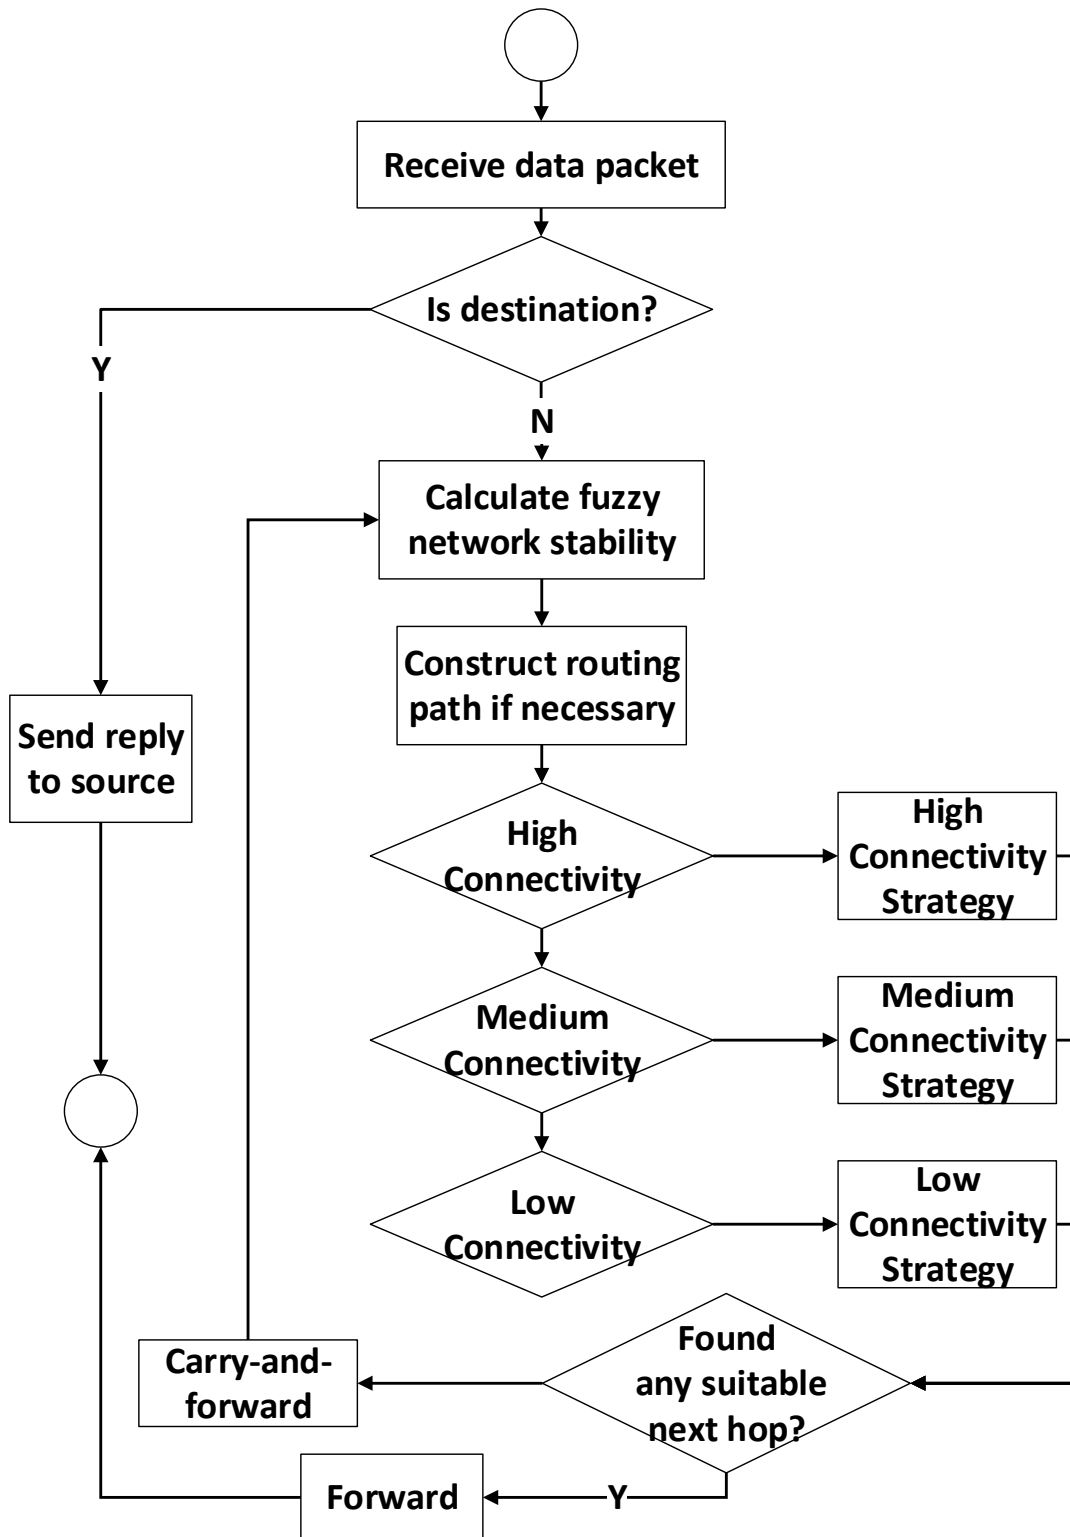 Receive data packet
Is destination?
Y
N
Calculate fuzzy
network stability
Construct routing
path if necessary
Send reply
to source
High
Connectivity
High
Connectivity
Strategy
Medium
Connectivity
Medium
Connectivity
Strategy
Low
Connectivity
Low
Connectivity
Strategy
Found
any suitable
next hop?
Carry-and-
forward
Forward
Y